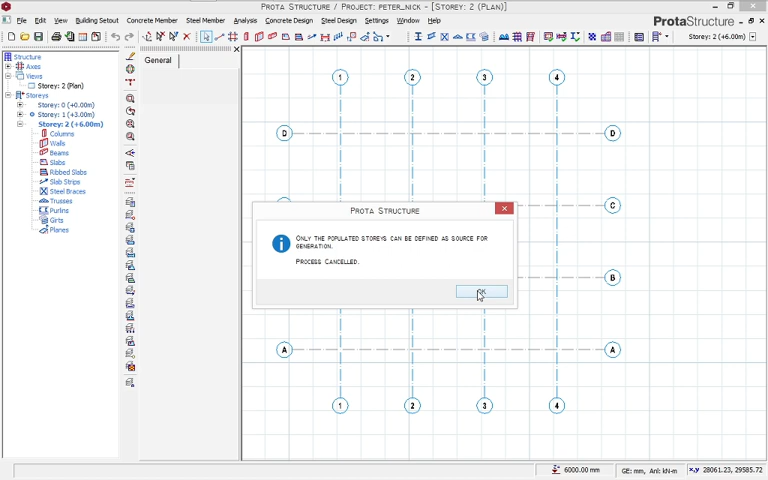 Prota Structure / Project: peter_nick - [Storey: 2 (Plan)]
File Edit View Building Setout Concrete Member Steel Member Analysis Concrete Design Steel Design Settings Window Help
ProtaStructure
Storey: 2 (+6.00m)
General
Structure
Axes
Views
Storey: 2 (Plan)
Storeys
Storey: 0 (+0.00m)
Storey: 1 (+3.00m)
Storey: 2 (+6.00m)
Columns
Walls
Beams
Slabs
Ribbed Slabs
Slab Strips
Steel Braces
Trusses
Purlins
Girts
Planes
1 2 3 4
D D
C
B
A A
1 2 3 4
Prota Structure
Only the populated storeys can be defined as source for
generation.
Process Cancelled.
OK
6000.00 mm
GE: mm, Anl: kN-m
x,y 28061.23, 29585.72